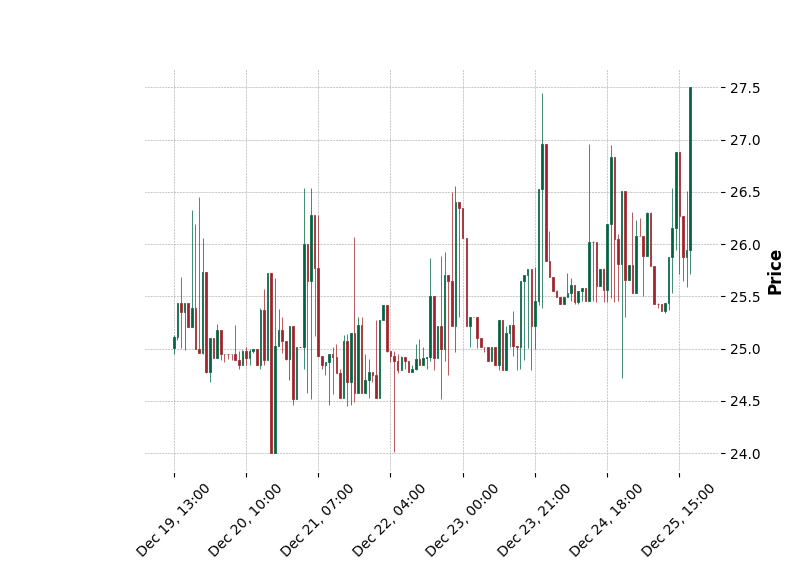 27.5
27.0
26.5
26.0
25.5
25.0
24.5
24.0
Price
Dec 19, 13:00
Dec 20, 10:00
Dec 21, 07:00
Dec 22, 04:00
Dec 23, 00:00
Dec 23, 21:00
Dec 24, 18:00
Dec 25, 15:00